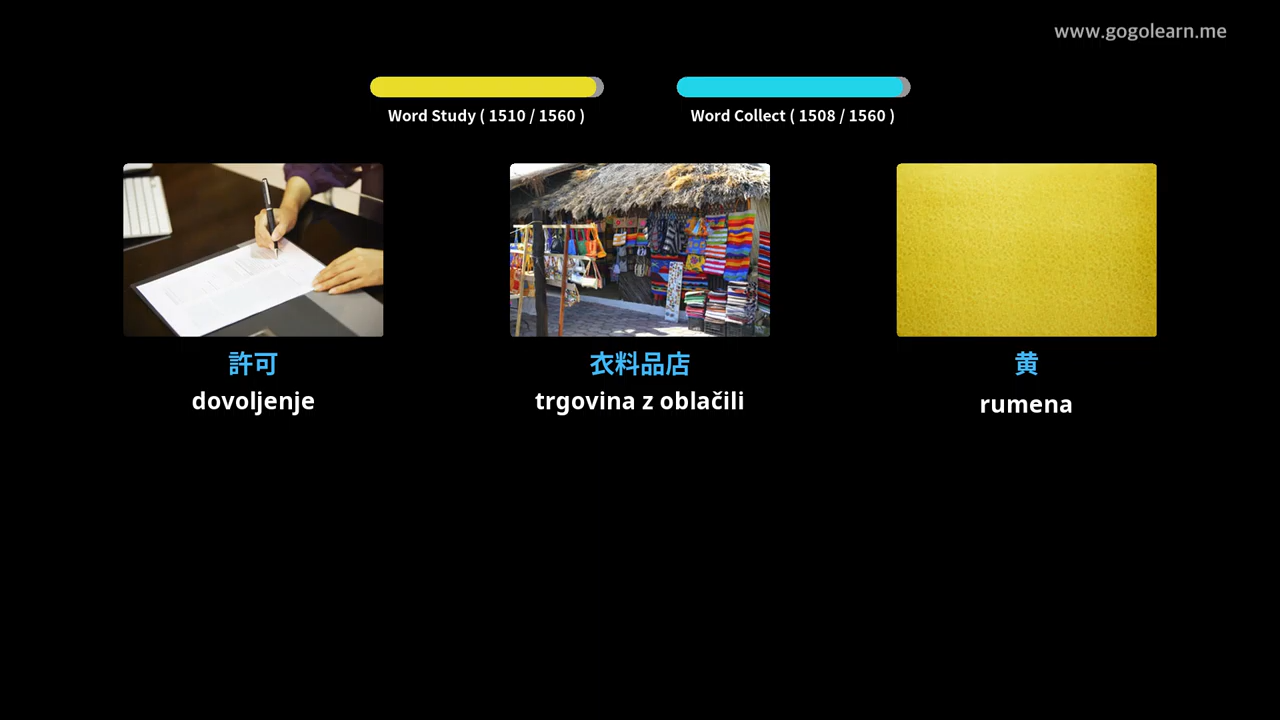 www.gogolearn.me
Word Study ( 1510 / 1560 )
Word Collect ( 1508 / 1560 )
許可
dovoljenje
衣料品店
trgovina z oblačili
黄
rumena